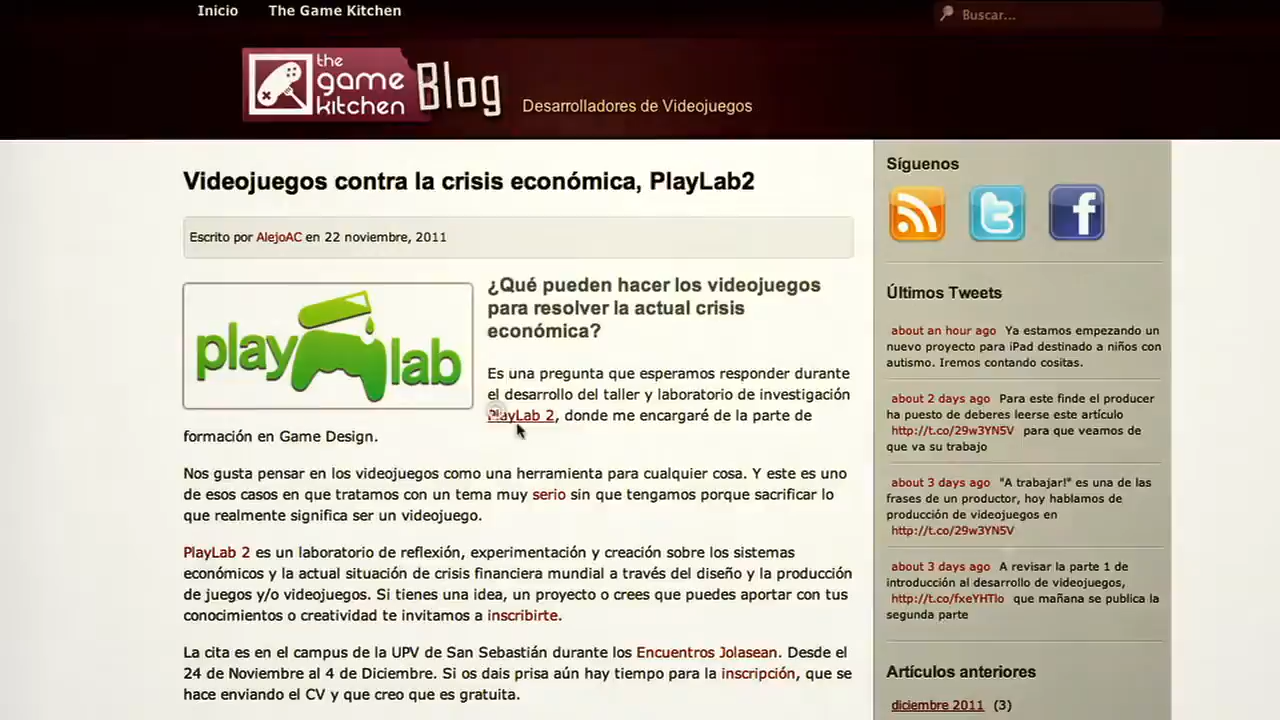 Inicio The Game Kitchen
Buscar...
the
game
kitchen
Blog
Desarrolladores de Videojuegos
Videojuegos contra la crisis económica, PlayLab2
Escrito por AlejoAC en 22 noviembre, 2011
play lab
¿Qué pueden hacer los videojuegos
para resolver la actual crisis
económica?
Es una pregunta que esperamos responder durante
el desarrollo del taller y laboratorio de investigación
PlayLab 2, donde me encargaré de la parte de
formación en Game Design.
Nos gusta pensar en los videojuegos como una herramienta para cualquier cosa. Y este es uno
de esos casos en que tratamos con un tema muy serio sin que tengamos porque sacrificar lo
que realmente significa ser un videojuego.
PlayLab 2 es un laboratorio de reflexión, experimentación y creación sobre los sistemas
económicos y la actual situación de crisis financiera mundial a través del diseño y la producción
de juegos y/o videojuegos. Si tienes una idea, un proyecto o crees que puedes aportar con tus
conocimientos o creatividad te invitamos a inscribirte.
La cita es en el campus de la UPV de San Sebastián durante los Encuentros Jolasean. Desde el
24 de Noviembre al 4 de Diciembre. Si os dais prisa aún hay tiempo para la inscripción, que se
hace enviando el CV y que creo que es gratuita.
Síguenos
Últimos Tweets
about an hour ago Ya estamos empezando un
nuevo proyecto para iPad destinado a niños con
autismo. Iremos contando cositas.
about 2 days ago Para este finde el producer
ha puesto de deberes leerse este artículo
http://t.co/29w3YN5V para que veamos de
que va su trabajo
about 3 days ago "A trabajar!" es una de las
frases de un productor, hoy hablamos de
producción de videojuegos en
http://t.co/29w3YN5V
about 3 days ago A revisar la parte 1 de
introducción al desarrollo de videojuegos,
http://t.co/fxeYHTlo que mañana se publica la
segunda parte
Artículos anteriores
diciembre 2011 (3)